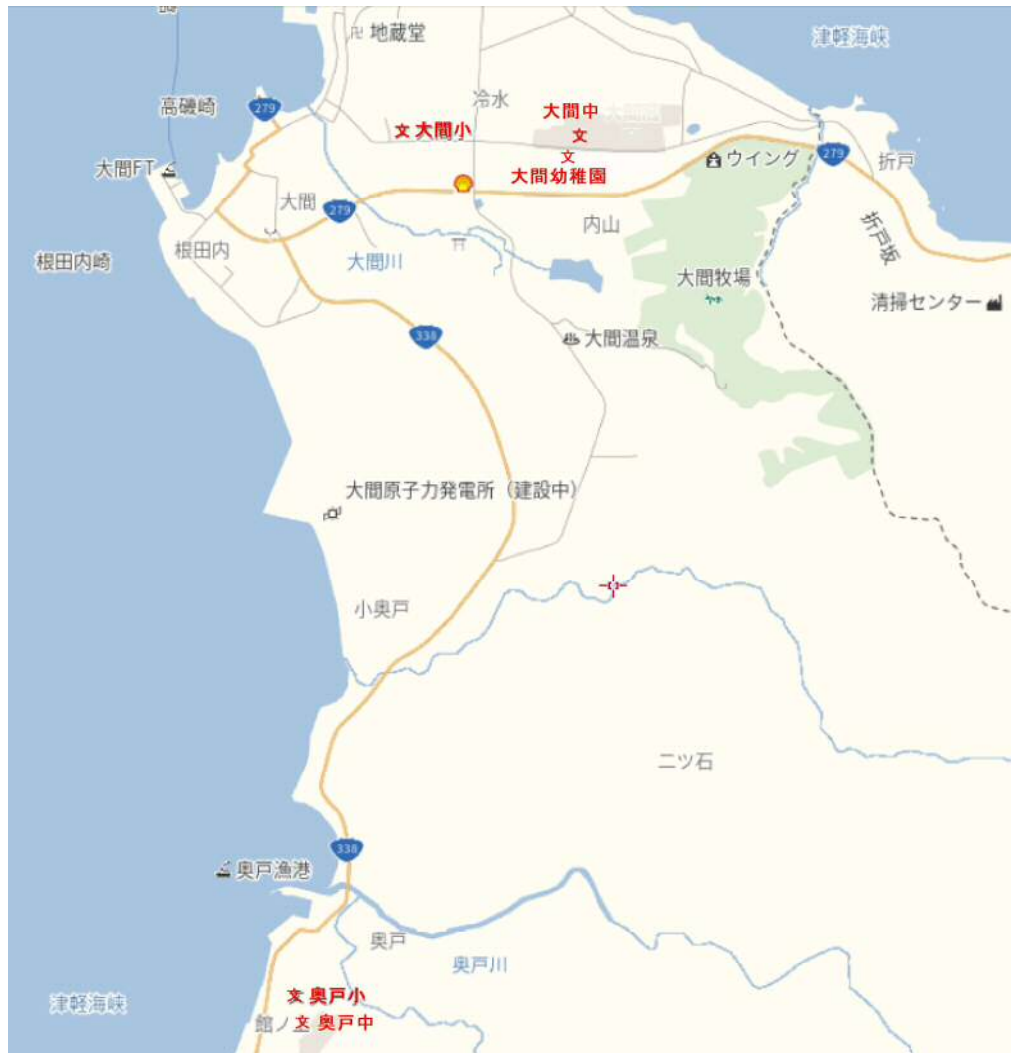 地蔵堂
津軽海峡
高磯崎
279
冷水
大間中
文 大間小
文
文
大間幼稚園
ウイング
279
折戸
大間FT
大間
279
内山
折戸坂
根田内
大間川
根田内崎
大間牧場
清掃センター
338
大間温泉
大間原子力発電所（建設中）
小奥戸
二ツ石
338
奥戸漁港
奥戸
奥戸川
津軽海峡
文 奥戸小
館ノ
文 奥戸中